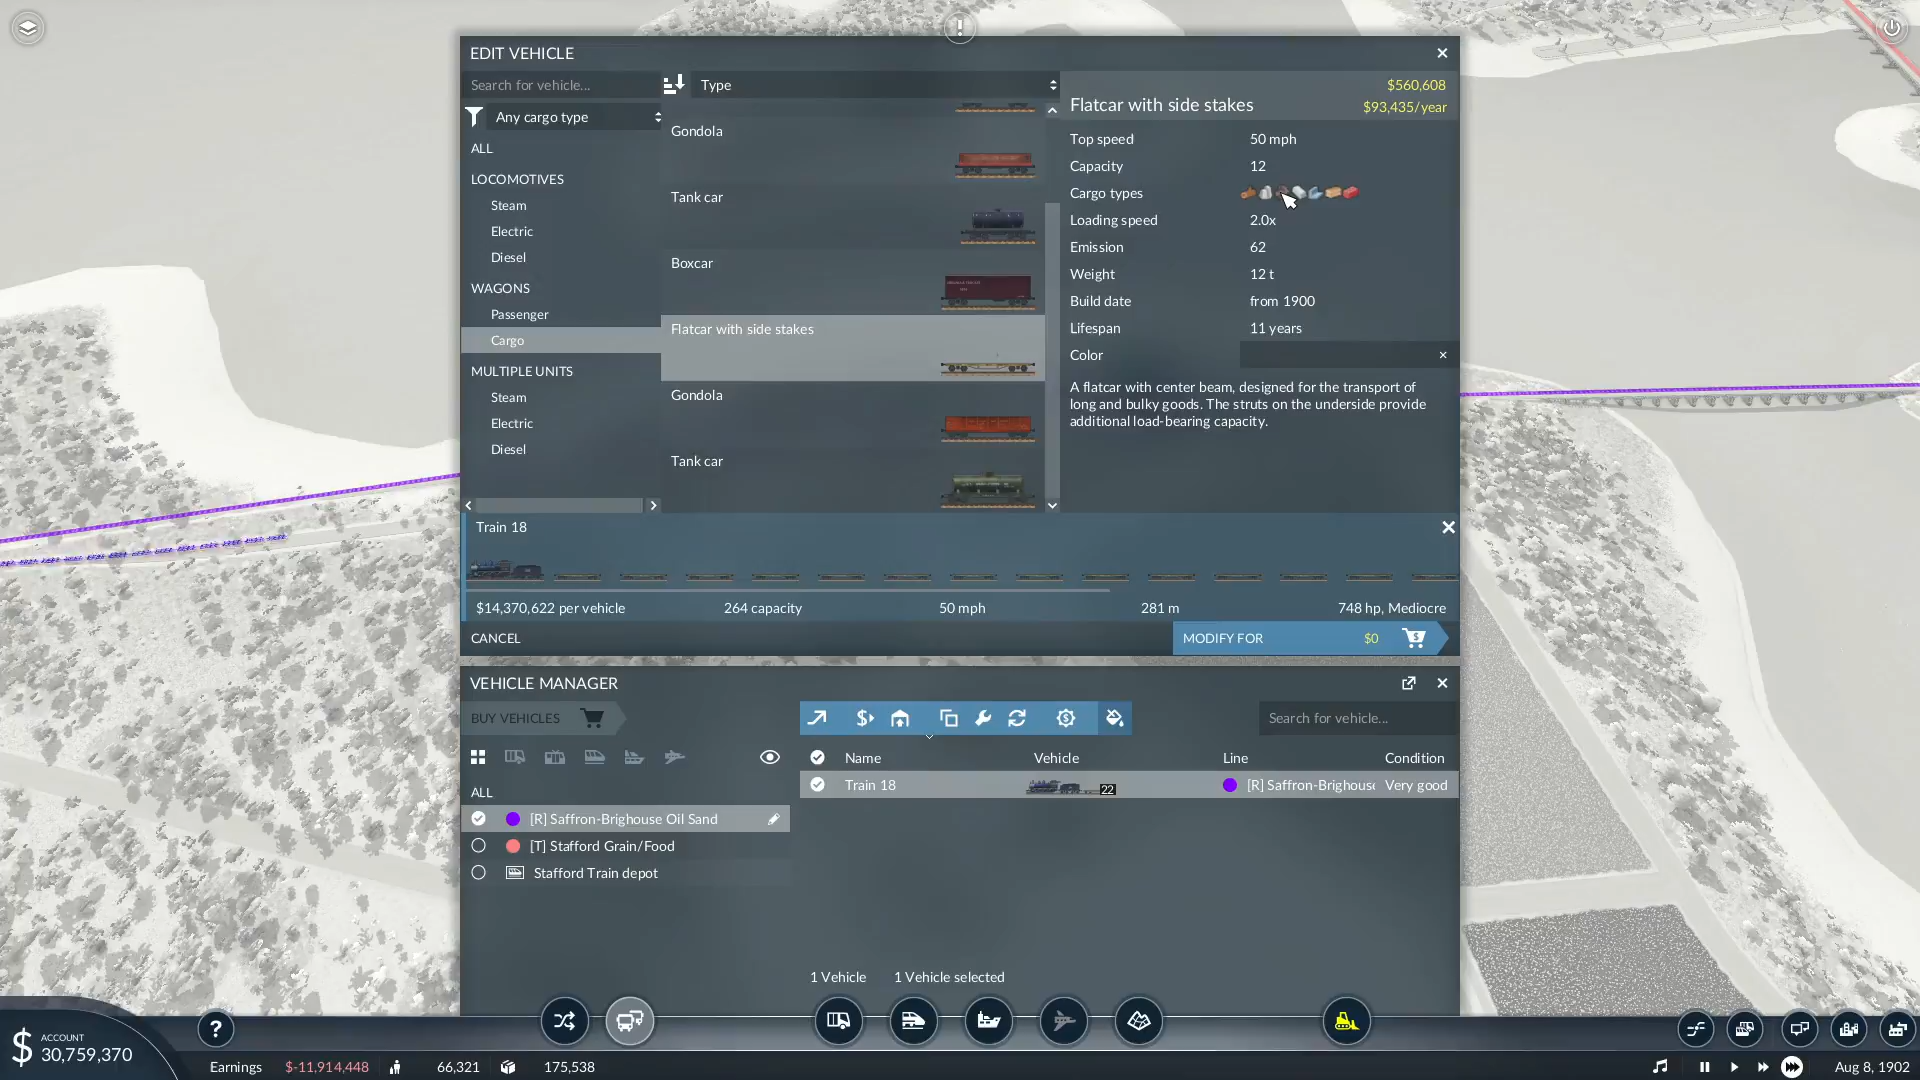 EDIT VEHICLE
Search for vehicle...
Type
$560,608
Flatcar with side stakes
$93,435/year
Any cargo type
ALL
LOCOMOTIVES
Steam
Electric
Diesel
WAGONS
Passenger
Cargo
MULTIPLE UNITS
Steam
Electric
Diesel
Gondola
Tank car
Boxcar
Flatcar with side stakes
Gondola
Tank car
Top speed 50 mph
Capacity 12
Cargo types
Loading speed 2.0x
Emission 62
Weight 12 t
Build date from 1900
Lifespan 11 years
Color
A flatcar with center beam, designed for the transport of
long and bulky goods. The struts on the underside provide
additional load-bearing capacity.
Train 18
$14,370,622 per vehicle 264 capacity 50 mph 281 m 748 hp, Mediocre
CANCEL
MODIFY FOR $0
VEHICLE MANAGER
BUY VEHICLES
Search for vehicle...
ALL
[R] Saffron-Brighouse Oil Sand
[T] Stafford Grain/Food
Stafford Train depot
Name Vehicle Line Condition
Train 18 22 [R] Saffron-Brighouse Very good
1 Vehicle 1 Vehicle selected
$ ACCOUNT
30,759,370
?
Earnings $-11,914,448 66,321 175,538
Aug 8, 1902